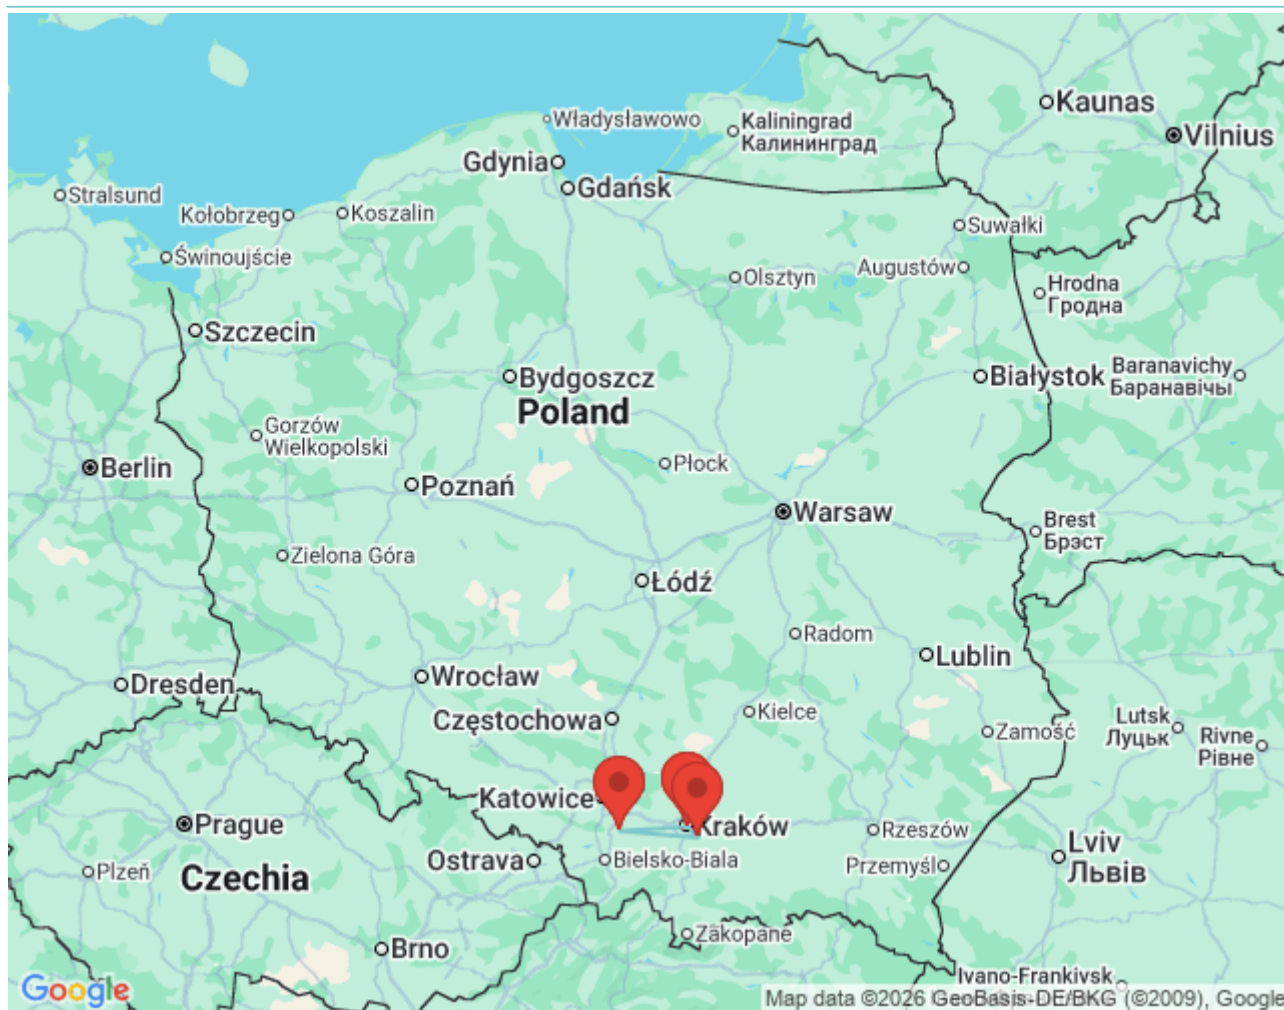 Władysławowo
Kaliningrad
Калининград
Kaunas
Vilnius
Gdynia
Gdańsk
Stralsund
Kołobrzeg
Koszalin
Suwałki
Świnoujście
Olsztyn
Augustów
Hrodna
Гродна
Szczecin
Bydgoszcz
Białystok
Baranavichy
Баранавічы
Poland
Gorzów
Wielkopolski
Berlin
Płock
Poznań
Warsaw
Brest
Брэст
Zielona Góra
Łódź
Radom
Lublin
Wrocław
Dresden
Częstochowa
Kielce
Zamość
Lutsk
Луцьк
Rivne
Рівне
Katowice
Kraków
Prague
Rzeszów
Lviv
Львів
Ostrava
Bielsko-Biala
Przemyśl
Plzeň
Czechia
Zakopane
Brno
Ivano-Frankivsk
Google
Map data ©2026 GeoBasis-DE/BKG (©2009), Google